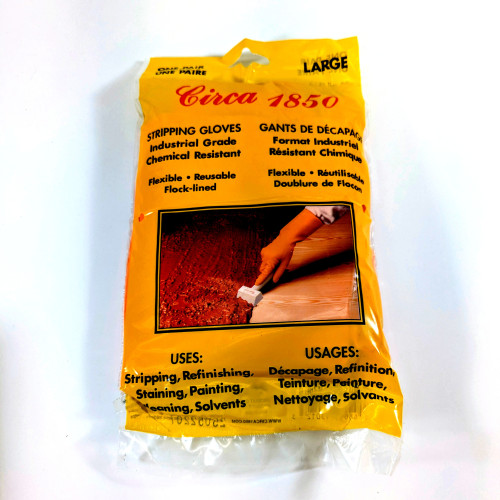 ONE PAIR
ONE PAIRE
LARGE
Circa 1850
STRIPPING GLOVES
Industrial Grade
Chemical Resistant
Flexible • Reusable
Flock-lined
GANTS DE DÉCAPAGE
Format Industriel
Résistant Chimique
Flexible • Réutilisable
Doublure de Flocon
USES:
Stripping, Refinishing,
Staining, Painting,
Cleaning, Solvents
USAGES:
Décapage, Refinition,
Teinture, Peinture,
Nettoyage, Solvants